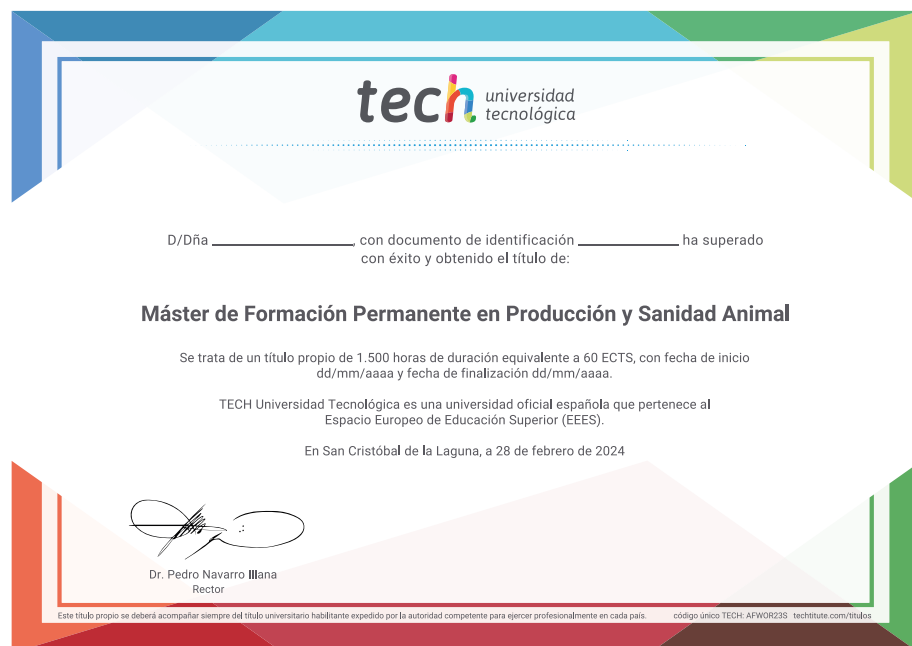 tech universidad
tecnológica
D/Dña ________________, con documento de identificación ____________ ha superado
con éxito y obtenido el título de:
Máster de Formación Permanente en Producción y Sanidad Animal
Se trata de un título propio de 1.500 horas de duración equivalente a 60 ECTS, con fecha de inicio
dd/mm/aaaa y fecha de finalización dd/mm/aaaa.
TECH Universidad Tecnológica es una universidad oficial española que pertenece al
Espacio Europeo de Educación Superior (EEES).
En San Cristóbal de la Laguna, a 28 de febrero de 2024
Dr. Pedro Navarro Illana
Rector
Este título propio se deberá acompañar siempre del título universitario habilitante expedido por la autoridad competente para ejercer profesionalmente en cada país. código único TECH: AFWOR23S techtitute.com/titulos